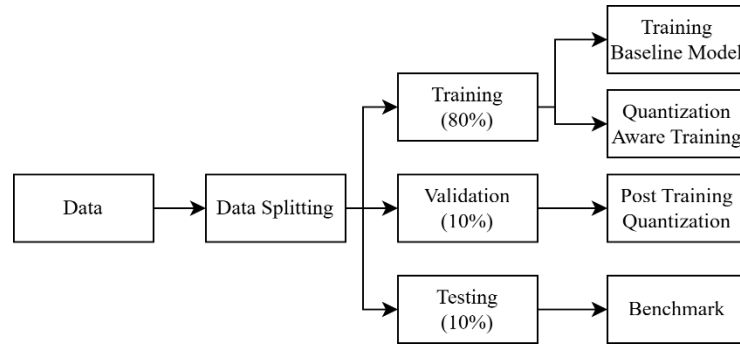 Data
Data Splitting
Training
(80%)
Training
Baseline Model
Quantization
Aware Training
Validation
(10%)
Post Training
Quantization
Testing
(10%)
Benchmark